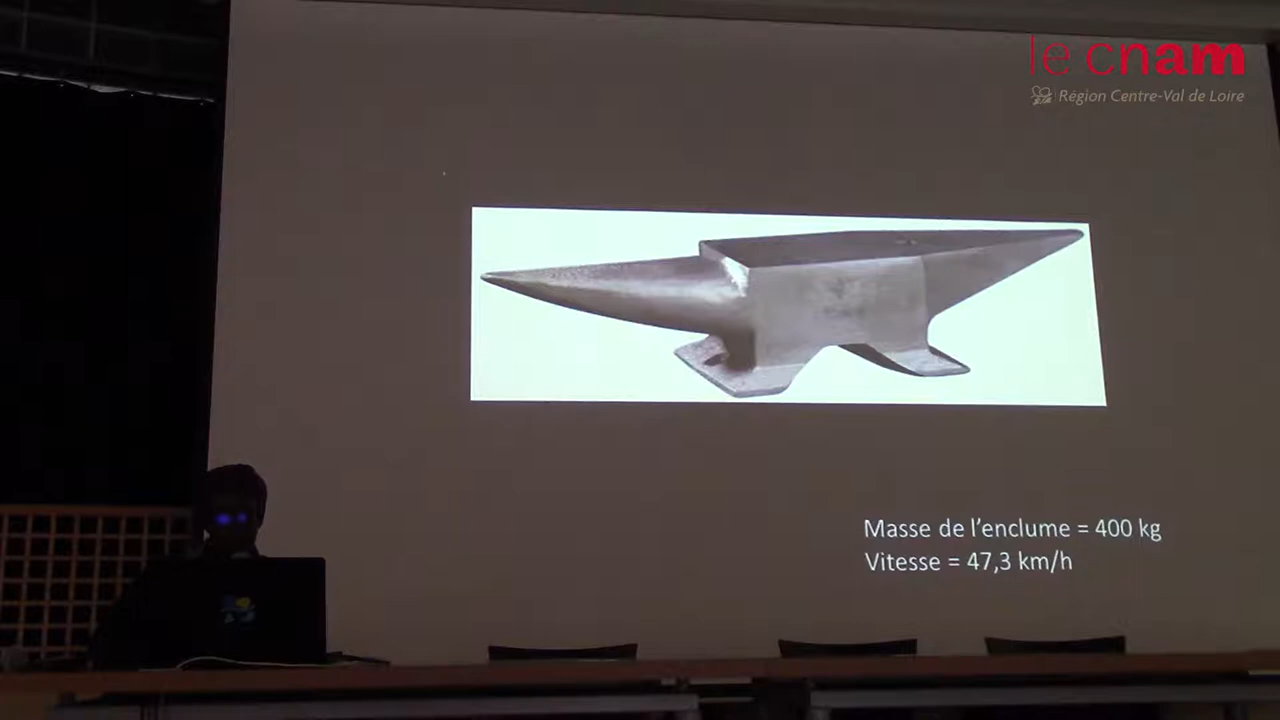 le cnam
Région Centre-Val de Loire
Masse de l'enclume = 400 kg
Vitesse = 47,3 km/h